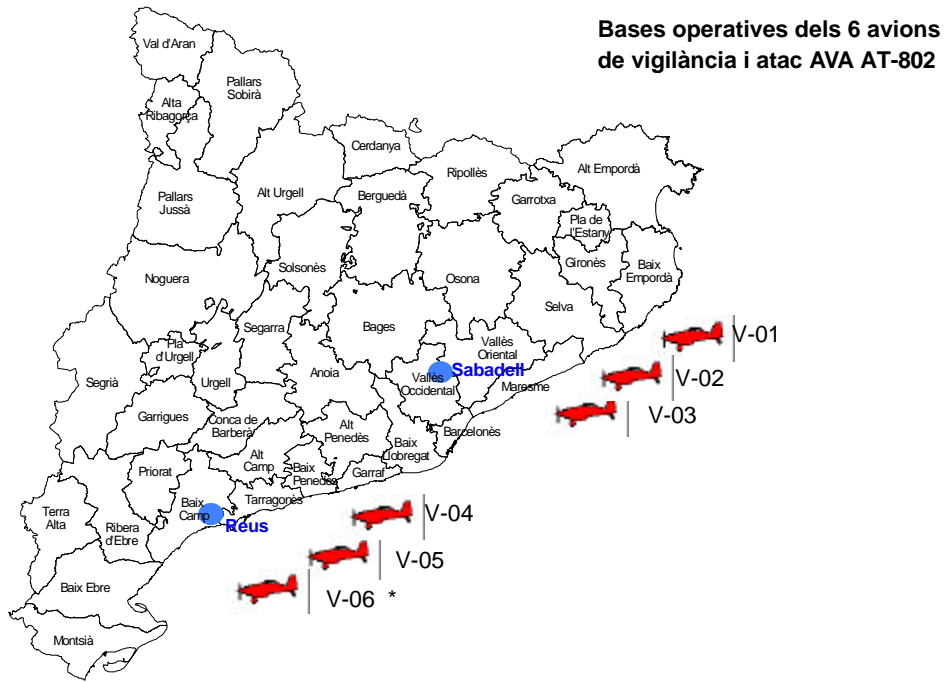 Bases operatives dels 6 avions
de vigilància i atac AVA AT-802
Val d'Aran
Pallars
Sobirà
Alta
Ribagorça
Cerdanya
Ripollès
Alt Empordà
Pallars
Jussà
Alt Urgell
Berguedà
Garrotxa
Pla de
l'Estany
Noguera
Solsonès
Osona
Gironès
Baix
Empordà
Selva
Segarra
Bages
Vallès
Oriental
V-01
Pla
d'Urgell
Segrià
Urgell
Anoia
Vallès
Occidental
Sabadell
Maresme
V-02
V-03
Garrigues
Conca de
Barberà
Alt
Penedès
Baix
Llobregat
Barcelonès
Priorat
Alt
Camp
Baix
Penedès
Garraf
Terra
Alta
Ribera
d'Ebre
Baix
Camp
Reus
Tarragonès
V-04
V-05
V-06 *
Baix Ebre
Montsià